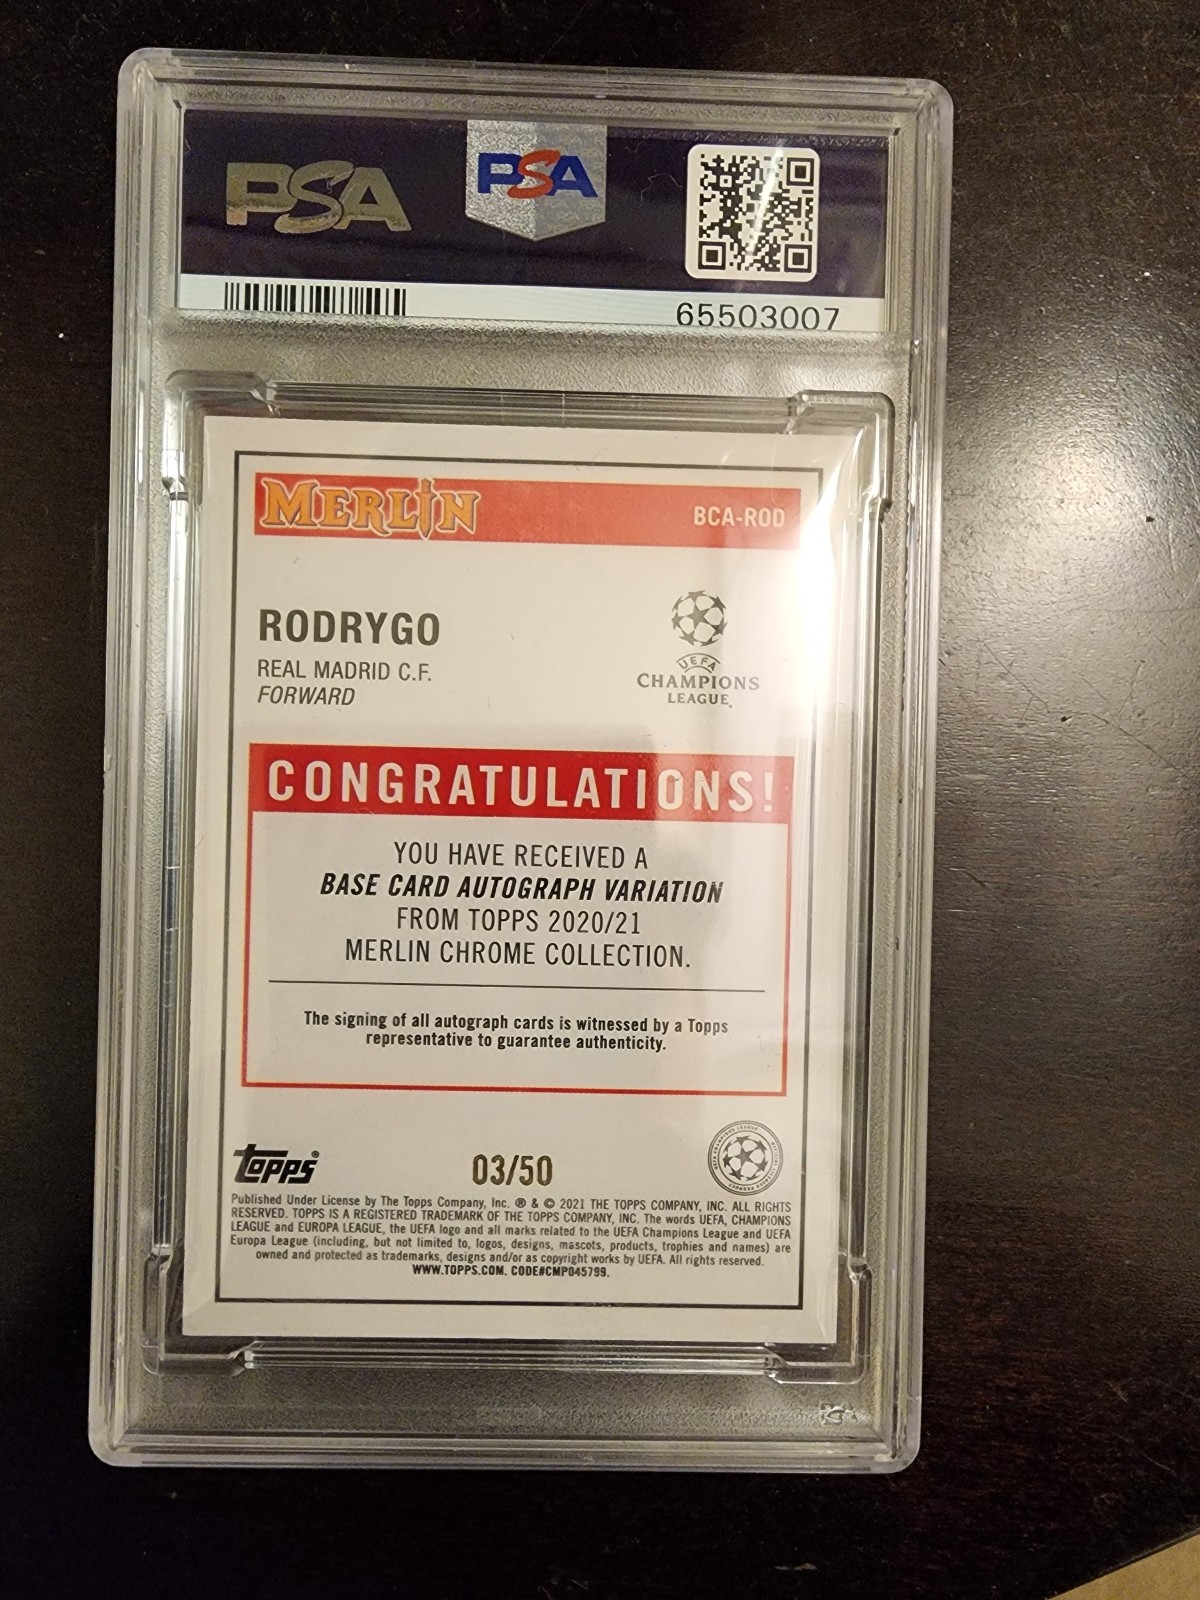 PSA PSA
65503007
MERLIN BCA-ROD
RODRYGO
REAL MADRID C.F.
FORWARD
UEFA
CHAMPIONS
LEAGUE®
CONGRATULATIONS!
YOU HAVE RECEIVED A
BASE CARD AUTOGRAPH VARIATION
FROM TOPPS 2020/21
MERLIN CHROME COLLECTION.
The signing of all autograph cards is witnessed by a Topps
representative to guarantee authenticity.
topps® 03/50
Published Under License by The Topps Company, Inc. ® & © 2021 THE TOPPS COMPANY, INC. ALL RIGHTS
RESERVED. TOPPS IS A REGISTERED TRADEMARK OF THE TOPPS COMPANY, INC. The words UEFA, CHAMPIONS
LEAGUE and EUROPA LEAGUE, the UEFA logo and all marks related to the UEFA Champions League and UEFA
Europa League (including, but not limited to, logos, designs, mascots, products, trophies and names) are
owned and protected as trademarks, designs and/or as copyright works by UEFA. All rights reserved.
WWW.TOPPS.COM. CODE#CMP045799.